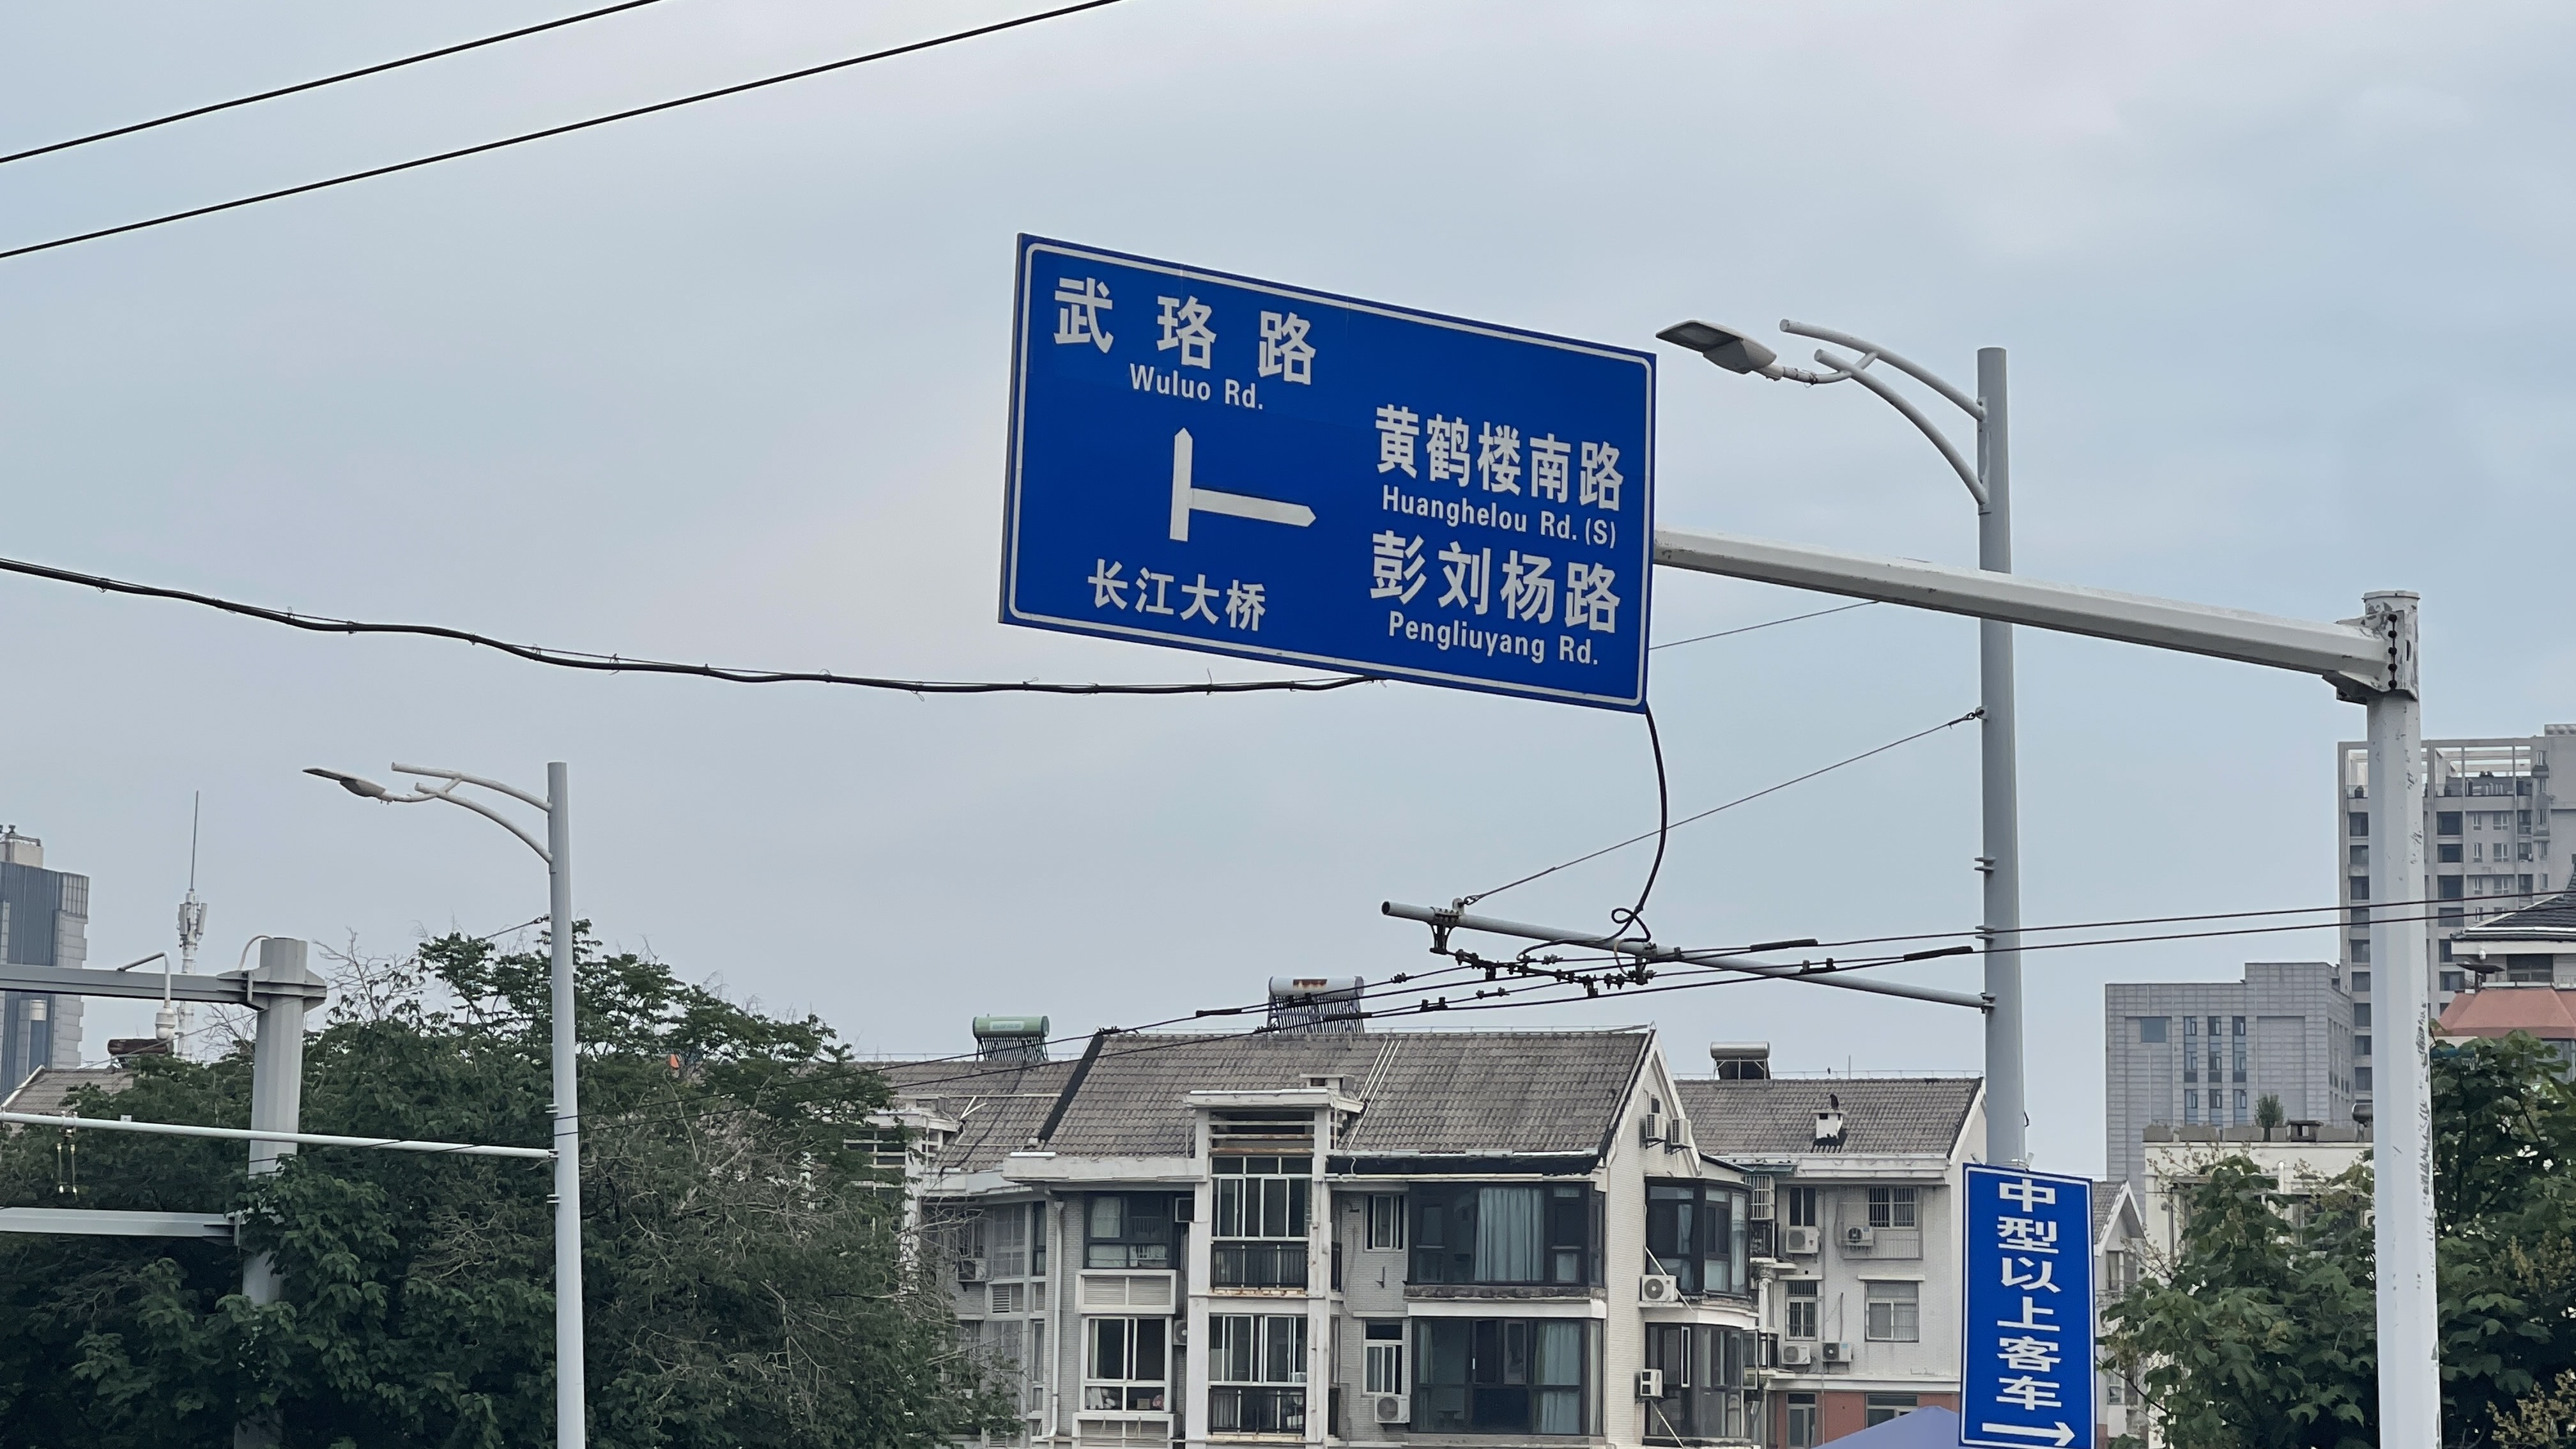 武珞路
Wuluo Rd.
黄鹤楼南路
Huanghelou Rd. (S)
彭刘杨路
Pengliuyang Rd.
长江大桥
中型以上客车